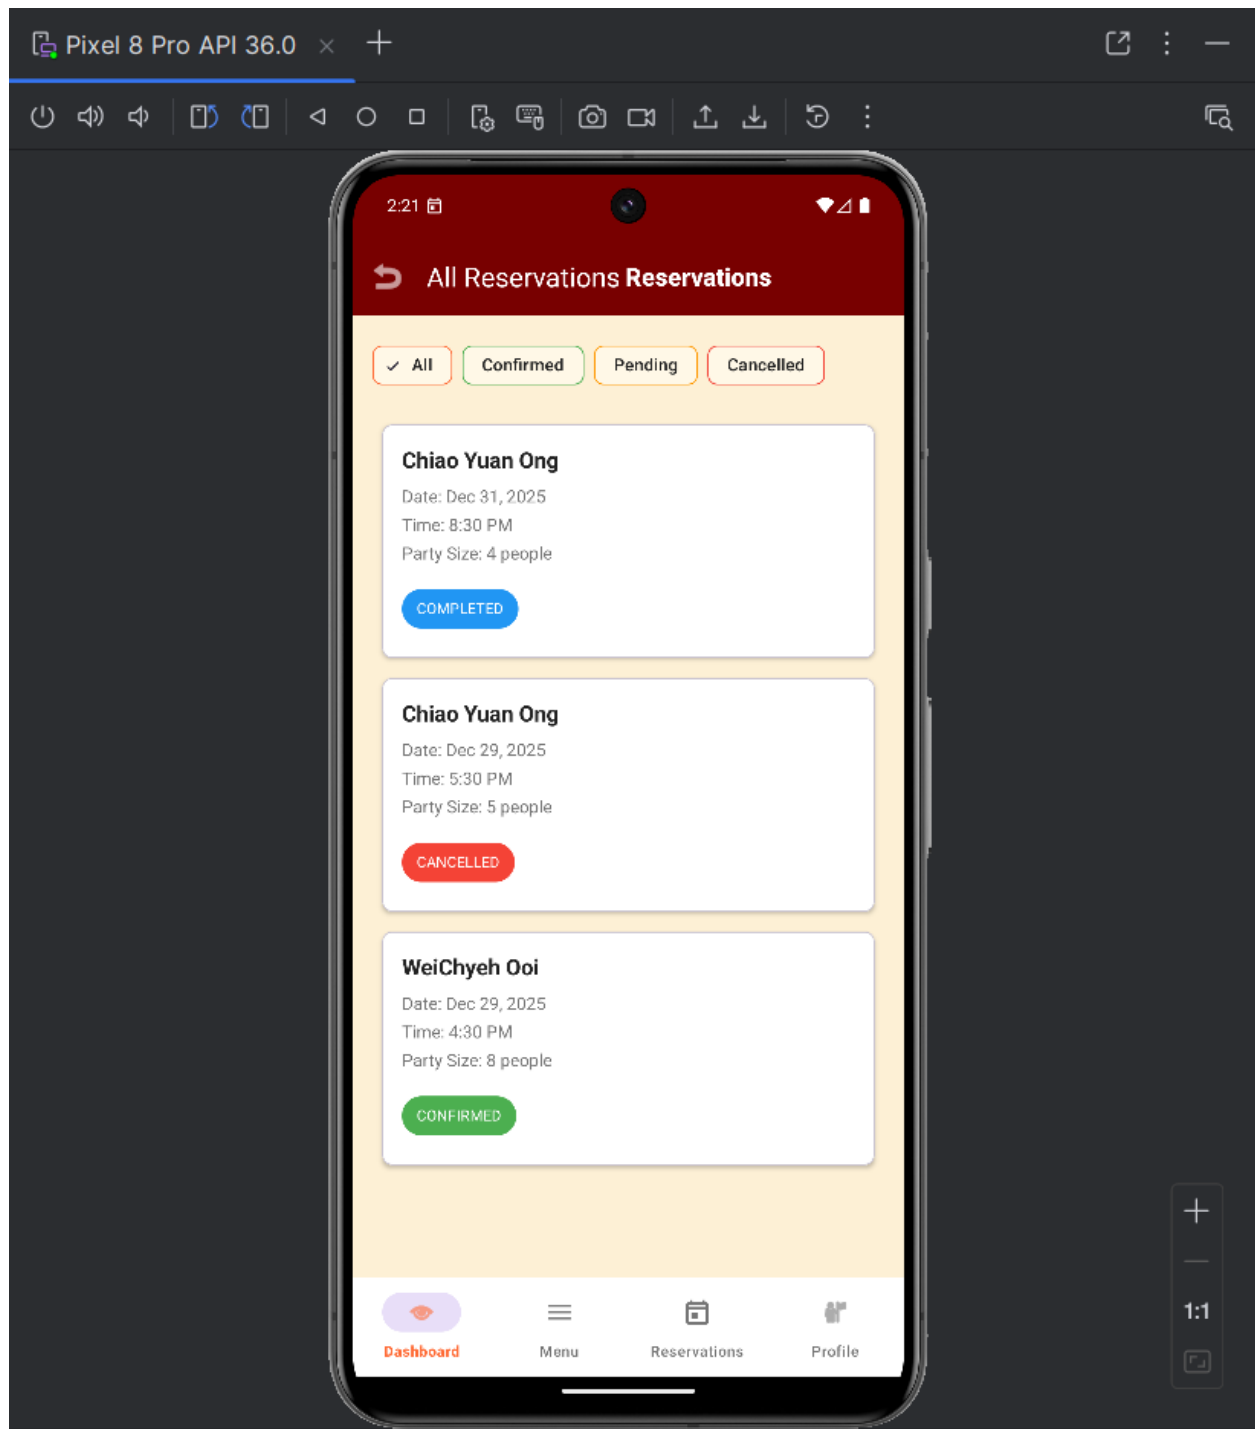 Pixel 8 Pro API 36.0
2:21
All Reservations Reservations
All Confirmed Pending Cancelled
Chiao Yuan Ong
Date: Dec 31, 2025
Time: 8:30 PM
Party Size: 4 people
COMPLETED
Chiao Yuan Ong
Date: Dec 29, 2025
Time: 5:30 PM
Party Size: 5 people
CANCELLED
WeiChyeh Ooi
Date: Dec 29, 2025
Time: 4:30 PM
Party Size: 8 people
CONFIRMED
1:1
Dashboard Menu Reservations Profile